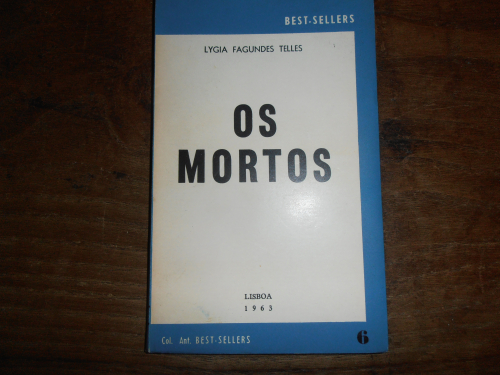 BEST-SELLERS
LYGIA FAGUNDES TELLES
OS
MORTOS
LISBOA
1963
Col. Ant. BEST-SELLERS 6